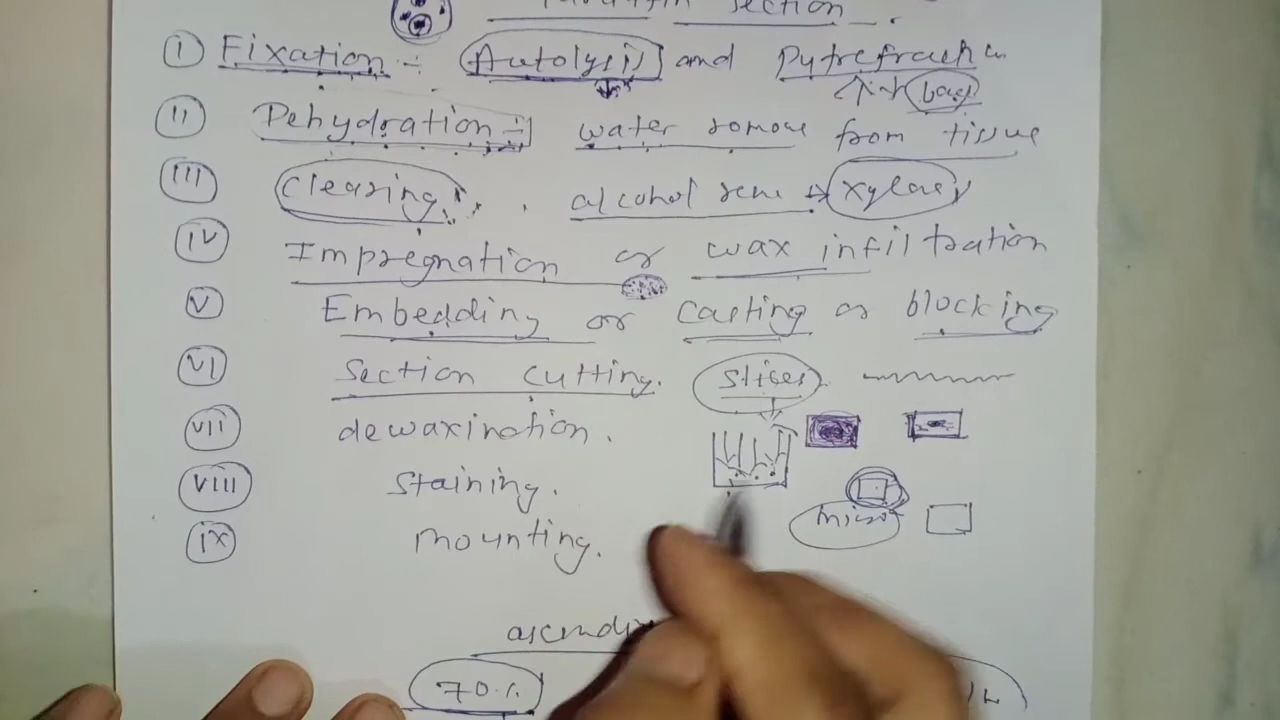 section
(i) Fixation :- Autolysis and Putrefaction
bac
(ii) Dehydration :- water remove from tissue
(iii) Clearing. alcohol remo → xylene
(iv) Impregnation or wax infiltration
(v) Embedding or casting or blocking
(vi) Section cutting. slices
(vii) dewaxination.
(viii) Staining.
micro
(ix) mounting.
70%